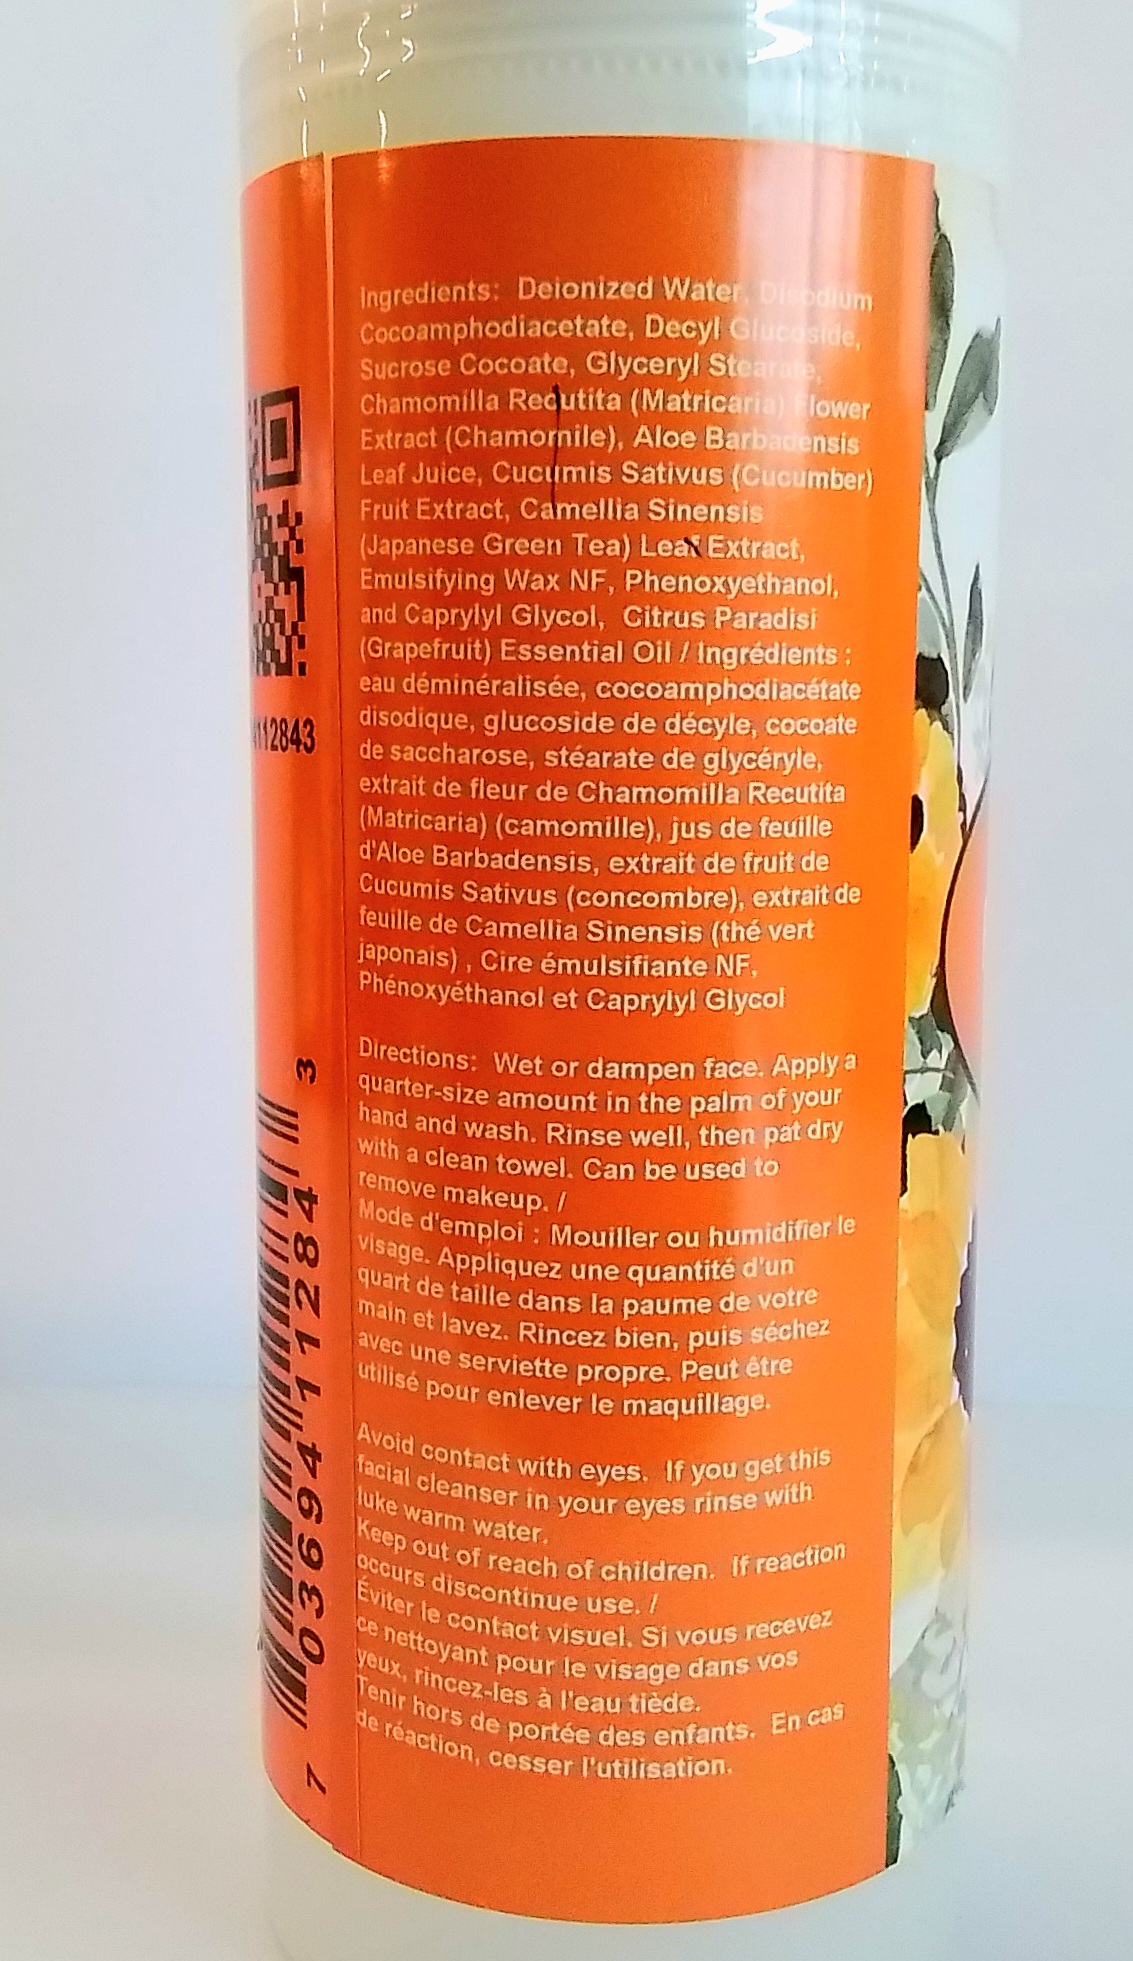 Ingredients: Deionized Water, Disodium
Cocoamphodiacetate, Decyl Glucoside,
Sucrose Cocoate, Glyceryl Stearate,
Chamomilla Recutita (Matricaria) Flower
Extract (Chamomile), Aloe Barbadensis
Leaf Juice, Cucumis Sativus (Cucumber)
Fruit Extract, Camellia Sinensis
(Japanese Green Tea) Leaf Extract,
Emulsifying Wax NF, Phenoxyethanol,
and Caprylyl Glycol, Citrus Paradisi
(Grapefruit) Essential Oil / Ingrédients :
eau déminéralisée, cocoamphodiacétate
disodique, glucoside de décyle, cocoate
de saccharose, stéarate de glycéryle,
extrait de fleur de Chamomilla Recutita
(Matricaria) (camomille), jus de feuille
d'Aloe Barbadensis, extrait de fruit de
Cucumis Sativus (concombre), extrait de
feuille de Camellia Sinensis (thé vert
japonais) , Cire émulsifiante NF,
Phénoxyéthanol et Caprylyl Glycol
Directions: Wet or dampen face. Apply a
quarter-size amount in the palm of your
hand and wash. Rinse well, then pat dry
with a clean towel. Can be used to
remove makeup. /
Mode d'emploi : Mouiller ou humidifier le
visage. Appliquez une quantité d'un
quart de taille dans la paume de votre
main et lavez. Rincez bien, puis séchez
avec une serviette propre. Peut être
utilisé pour enlever le maquillage.
Avoid contact with eyes. If you get this
facial cleanser in your eyes rinse with
luke warm water.
Keep out of reach of children. If reaction
occurs discontinue use. /
Éviter le contact visuel. Si vous recevez
ce nettoyant pour le visage dans vos
yeux, rincez-les à l'eau tiède.
Tenir hors de portée des enfants. En cas
de réaction, cesser l'utilisation.
112843
7 03694 11284 3